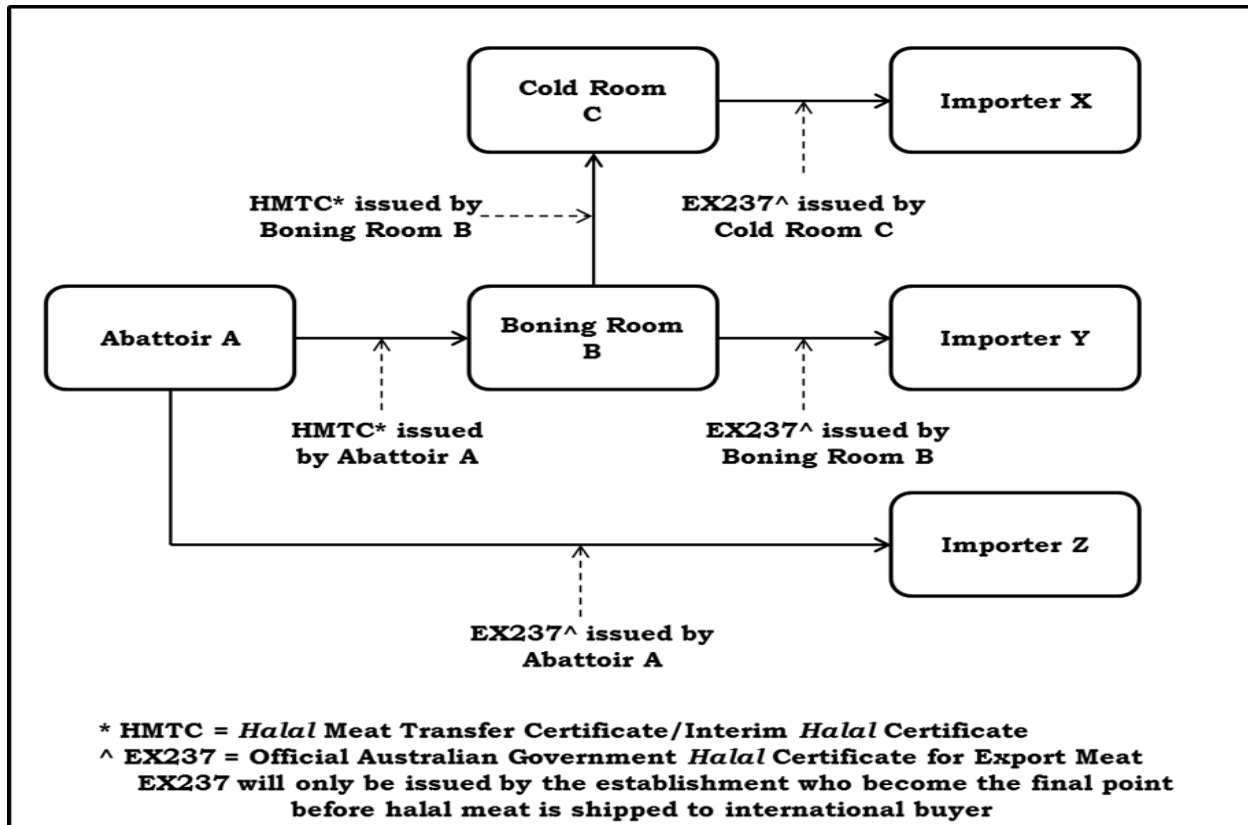 Cold Room
C
Importer X
HMTC* issued by
Boning Room B
EX237^ issued by
Cold Room C
Abattoir A
Boning Room
B
Importer Y
HMTC* issued
by Abattoir A
EX237^ issued by
Boning Room B
Importer Z
EX237^ issued by
Abattoir A
* HMTC = Halal Meat Transfer Certificate/Interim Halal Certificate
^ EX237 = Official Australian Government Halal Certificate for Export Meat
EX237 will only be issued by the establishment who become the final point
before halal meat is shipped to international buyer